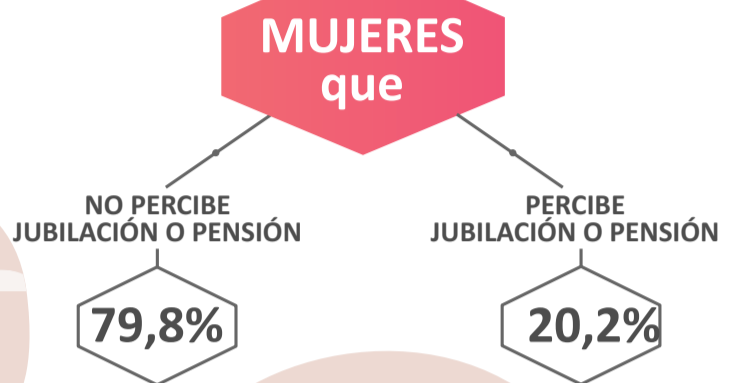 MUJERES
que
NO PERCIBE
JUBILACIÓN O PENSIÓN
79,8%
PERCIBE
JUBILACIÓN O PENSIÓN
20,2%